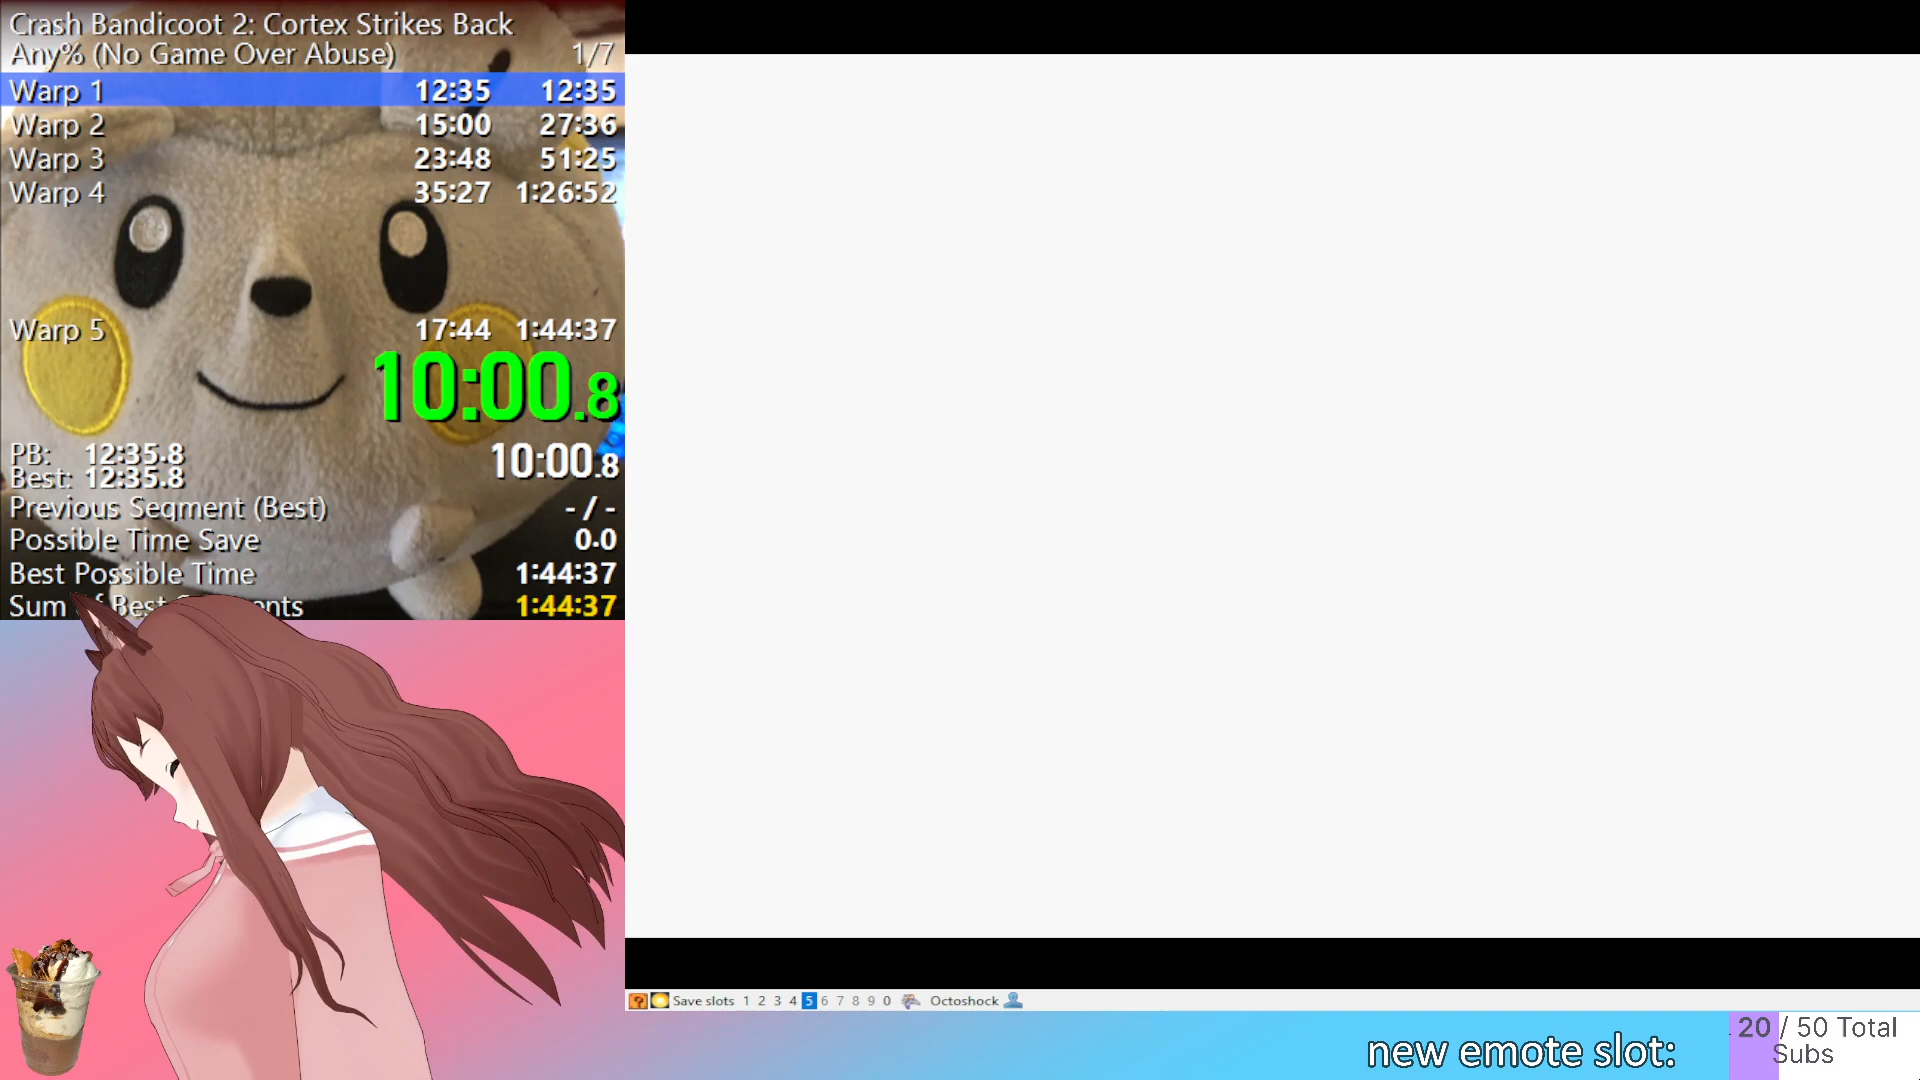 Crash Bandicoot 2: Cortex Strikes Back
Any% (No Game Over Abuse) 1/7
Warp 1 12:35 12:35
Warp 2 15:00 27:36
Warp 3 23:48 51:25
Warp 4 35:27 1:26:52
Warp 5 17:44 1:44:37
10:00.8
PB: 12:35.8
Best: 12:35.8
10:00.8
Previous Segment (Best) - / -
Possible Time Save 0.0
Best Possible Time 1:44:37
Sum of Best 1:44:37
Save slots 1 2 3 4 5 6 7 8 9 0 Octoshock
new emote slot:
20 / 50 Total
Subs